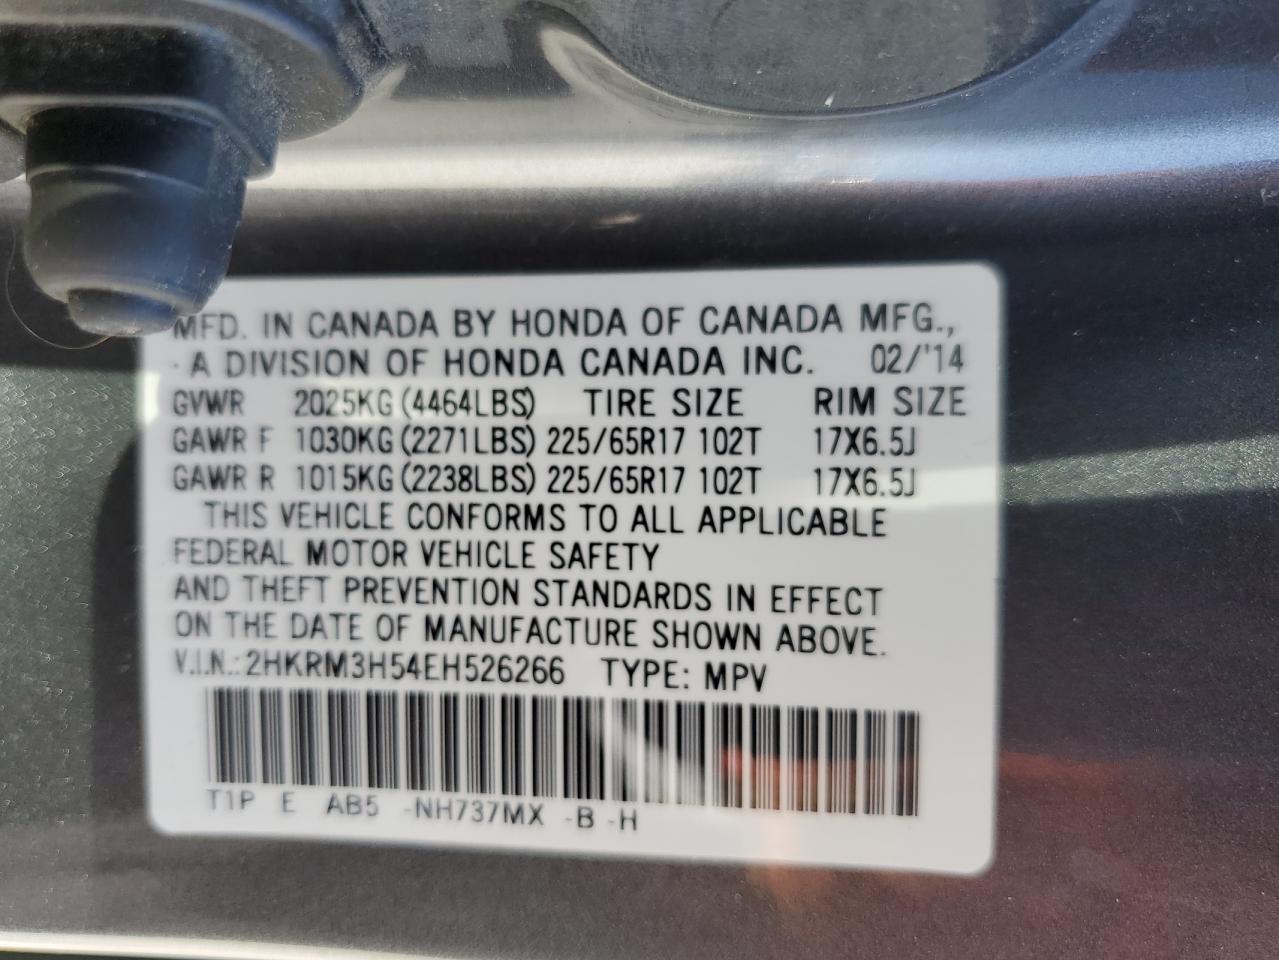 MFD. IN CANADA BY HONDA OF CANADA MFG.,
A DIVISION OF HONDA CANADA INC. 02/'14
GVWR 2025KG (4464LBS) TIRE SIZE RIM SIZE
GAWR F 1030KG (2271LBS) 225/65R17 102T 17X6.5J
GAWR R 1015KG (2238LBS) 225/65R17 102T 17X6.5J
THIS VEHICLE CONFORMS TO ALL APPLICABLE
FEDERAL MOTOR VEHICLE SAFETY
AND THEFT PREVENTION STANDARDS IN EFFECT
ON THE DATE OF MANUFACTURE SHOWN ABOVE.
V.I.N.: 2HKRM3H54EH526266 TYPE: MPV
T1P E AB5 -NH737MX -B -H